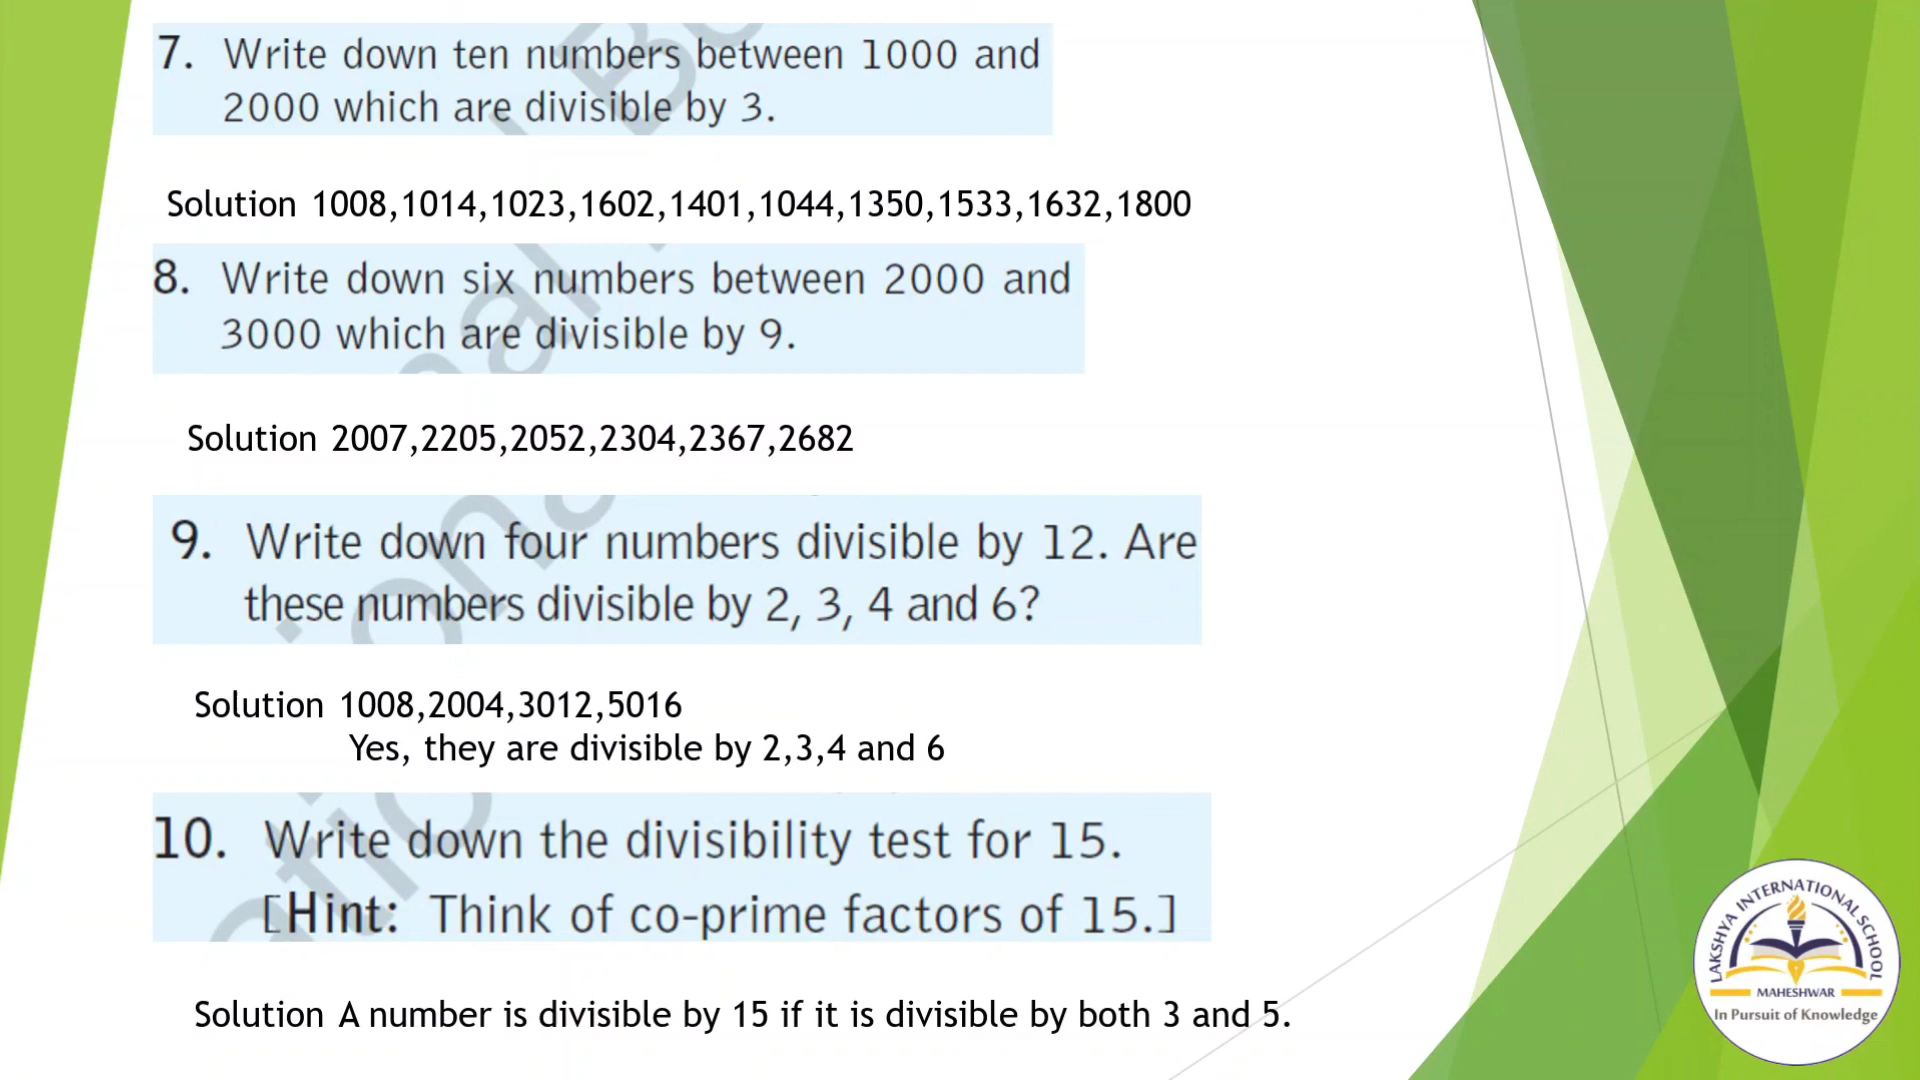 7. Write down ten numbers between 1000 and
2000 which are divisible by 3.
Solution 1008,1014,1023,1602,1401,1044,1350,1533,1632,1800
8. Write down six numbers between 2000 and
3000 which are divisible by 9.
Solution 2007,2205,2052,2304,2367,2682
9. Write down four numbers divisible by 12. Are
these numbers divisible by 2, 3, 4 and 6?
Solution 1008,2004,3012,5016
Yes, they are divisible by 2,3,4 and 6
10. Write down the divisibility test for 15.
[Hint: Think of co-prime factors of 15.]
Solution A number is divisible by 15 if it is divisible by both 3 and 5.
LAKSHYA INTERNATIONAL SCHOOL
MAHESHWAR
In Pursuit of Knowledge